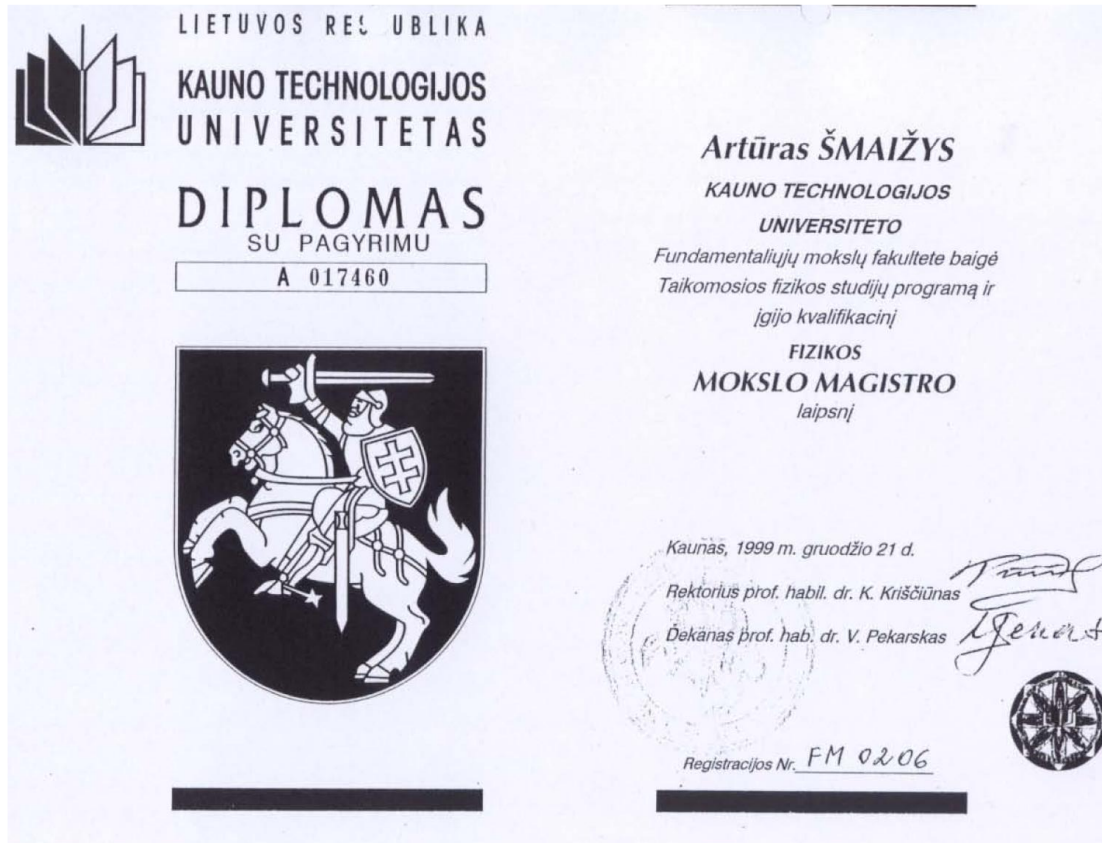 LIETUVOS RES UBLIKA
KAUNO TECHNOLOGIJOS
UNIVERSITETAS
DIPLOMAS
SU PAGYRIMU
A 017460
Artūras ŠMAIŽYS
KAUNO TECHNOLOGIJOS
UNIVERSITETO
Fundamentaliųjų mokslų fakultete baigė
Taikomosios fizikos studijų programą ir
įgijo kvalifikacinį
FIZIKOS
MOKSLO MAGISTRO
laipsnį
Kaunas, 1999 m. gruodžio 21 d.
Rektorius prof. habil. dr. K. Kriščiūnas
Dekanas prof. hab. dr. V. Pekarskas
Registracijos Nr. FM 0206